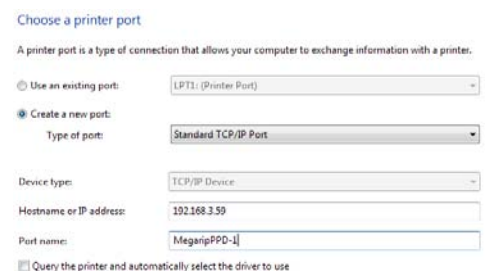 Choose a printer port
A printer port is a type of connection that allows your computer to exchange information with a printer.
Use an existing port: LPT1: (Printer Port)
Create a new port:
Type of port: Standard TCP/IP Port
Device type: TCP/IP Device
Hostname or IP address: 192.168.3.59
Port name: MegaripPPD-1
Query the printer and automatically select the driver to use